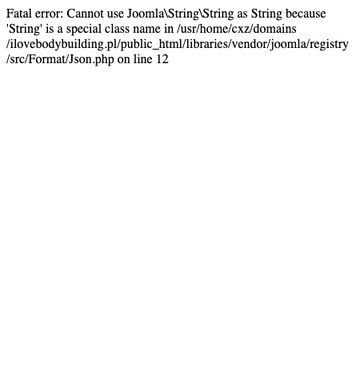 Fatal error: Cannot use Joomla\String\String as String because
'String' is a special class name in /usr/home/cxz/domains
/ilovebodybuilding.pl/public_html/libraries/vendor/joomla/registry
/src/Format/Json.php on line 12